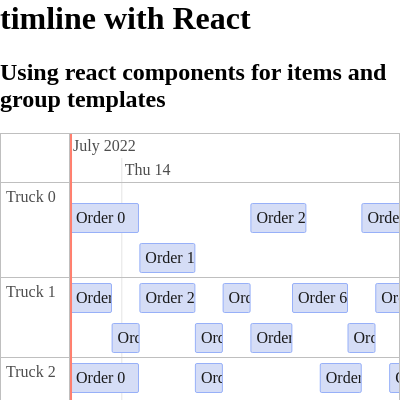 timline with React
Using react components for items and
group templates
July 2022
Thu 14
Truck 0
Order 0
Order 2
Orde
Order 1
Truck 1
Order
Order 2
Ord
Order 6
Or
Ord
Ord
Order
Ord
Truck 2
Order 0
Ord
Order